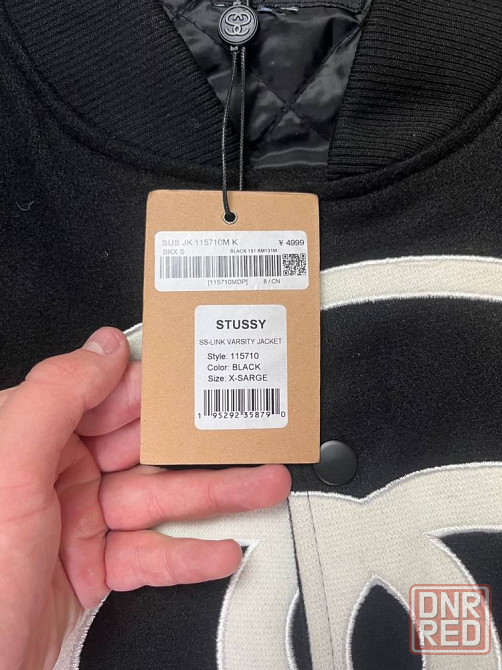 SUS JK 115710M K
¥ 4999
BKX S
BLACK 131 KM131M
[115710MDP]
8 / CN
STUSSY
SS-LINK VARSITY JACKET
Style: 115710
Color: BLACK
Size: X-SARGE
1 95292 35879 0
DNR
RED